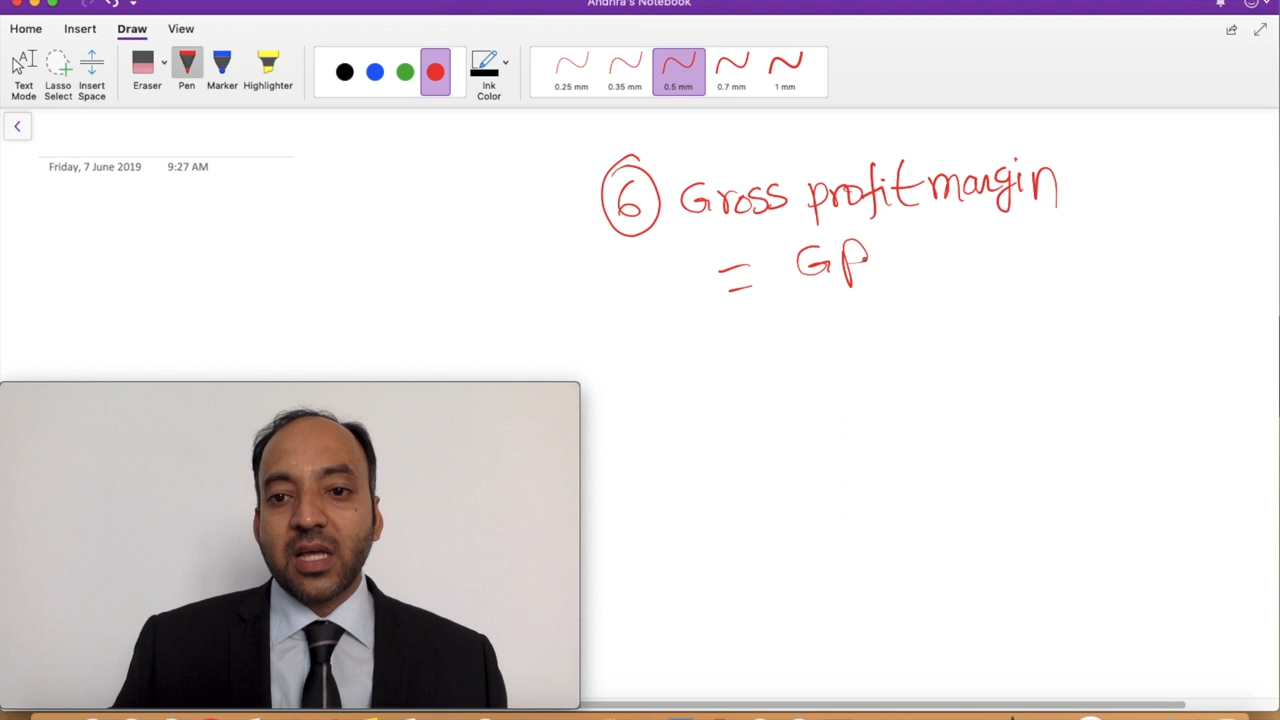 Andhra's Notebook
Home Insert Draw View
Text Mode
Lasso Select
Insert Space
Eraser
Pen
Marker
Highlighter
Ink Color
0.25 mm
0.35 mm
0.5 mm
0.7 mm
1 mm
Friday, 7 June 2019 9:27 AM
6 Gross profit margin
= GP